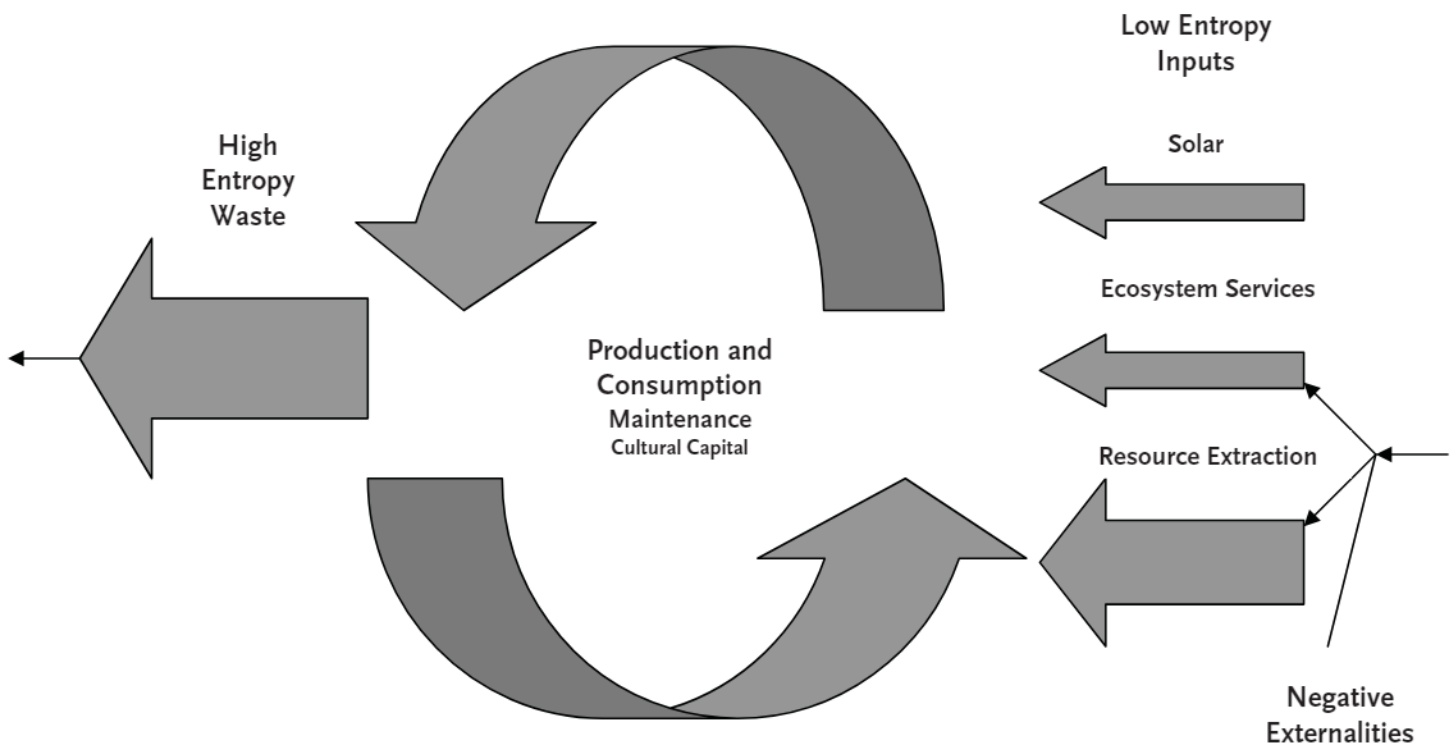 Low Entropy
Inputs
High
Entropy
Waste
Solar
Ecosystem Services
Production and
Consumption
Maintenance
Cultural Capital
Resource Extraction
Negative
Externalities